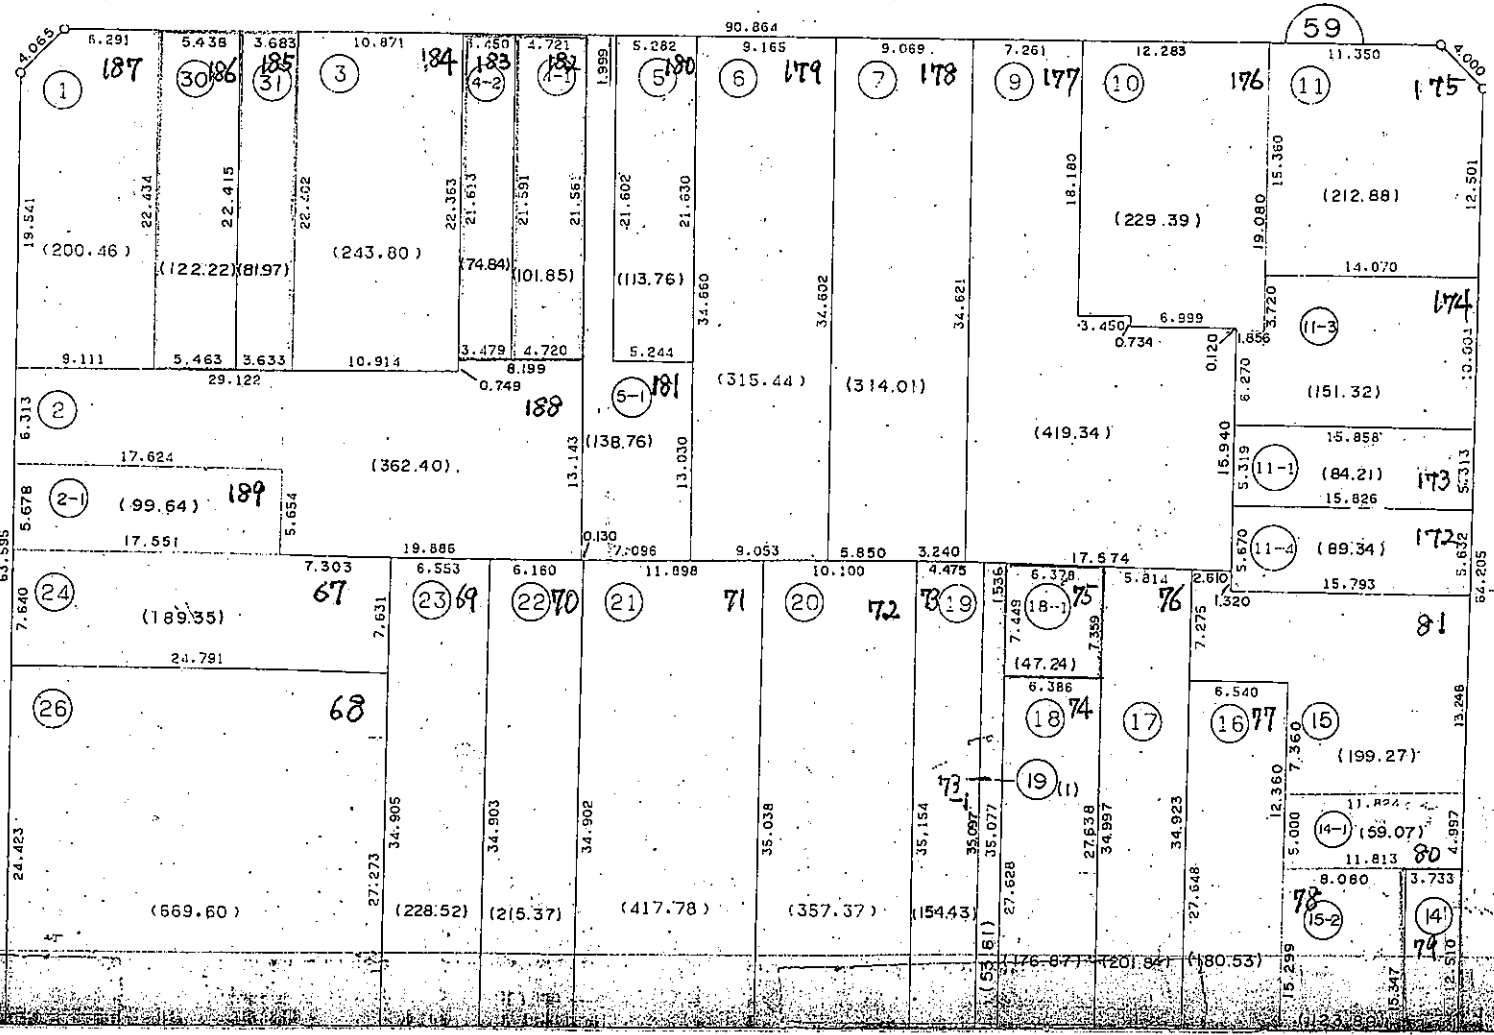 59
90.864
4.065 6.291 5.438 3.683 10.871 4.721 1.999 5.282 9.165 9.069 7.261 12.283 11.350 4.000
1 187 30 186 31 185 3 184 4-2 183 4-1 182 5 180 6 179 7 178 9 177 10 176 11 175
19.541 22.434 22.415 22.402 22.363 21.613 21.591 21.561 21.602 21.630 18.180 19.080 15.360 12.501
(200.46) (122.22) (81.97) (243.80) (74.84) (101.85) (113.76) (229.39) (212.88)
34.660 34.602 34.621
14.070
3.720 11-3 174 10.001
3.450 0.734 6.999 0.120 1.856
9.111 5.463 3.633 10.914 3.479 4.720 5.244
29.122 8.199 0.749
2 188 5-1 181 (315.44) (314.01) 6.270 (151.32)
6.313 13.143 (138.76) 13.030 (419.34) 15.940
17.624 (362.40) 15.858
2-1 (99.64) 189 5.678 5.654 5.319 11-1 (84.21) 173 5.313
15.826
17.551 19.886 0.130 7.096 9.053 6.850 3.240 17.574
5.670 11-4 (89.34) 172 5.632
15.793
63.595 64.205
7.303 6.553 6.160 11.898 10.100 4.475 1.536 6.378 5.814 2.610 1.320
24 67 23 69 22 70 21 71 20 72 73 19 18-1 75 76 81
7.640 (189.35) 7.631 7.449 7.359 7.275
24.791 (47.24)
6.386 6.540
26 68 18 74 17 16 77 15 13.248
7.360 (199.27)
73-1 19 (1)
24.423 27.273 34.905 34.903 34.902 35.038 35.154 35.097 35.077 27.628 27.638 34.997 34.923 27.648 12.360
11.824
5.000 14-1 (59.07) 4.997
11.813 80
8.080 3.733
78 15-2 14 79
(669.60) (228.52) (215.37) (417.78) (357.37) (154.43) (53.61) (176.87) (201.84) (180.53)
15.299 15.347 12.510